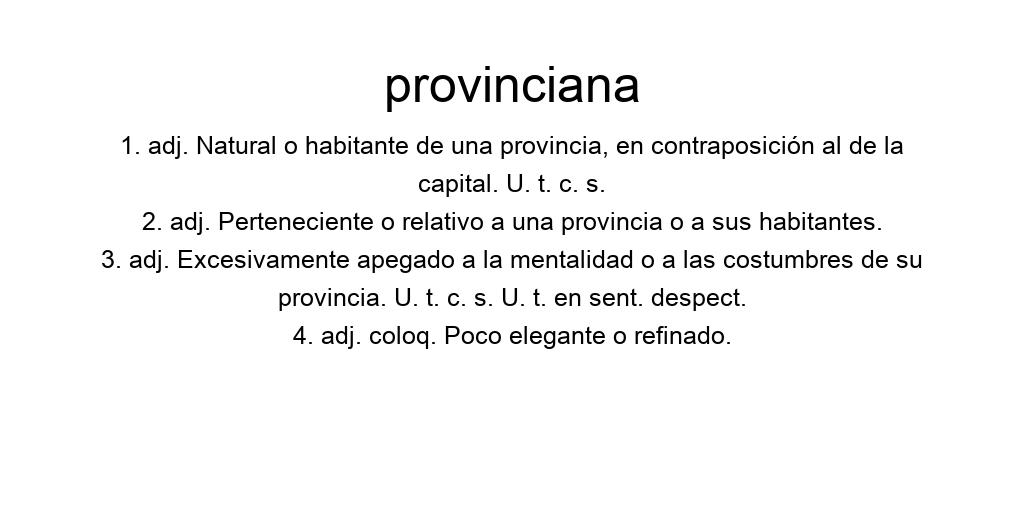 provinciana
1. adj. Natural o habitante de una provincia, en contraposición al de la
capital. U. t. c. s.
2. adj. Perteneciente o relativo a una provincia o a sus habitantes.
3. adj. Excesivamente apegado a la mentalidad o a las costumbres de su
provincia. U. t. c. s. U. t. en sent. despect.
4. adj. coloq. Poco elegante o refinado.